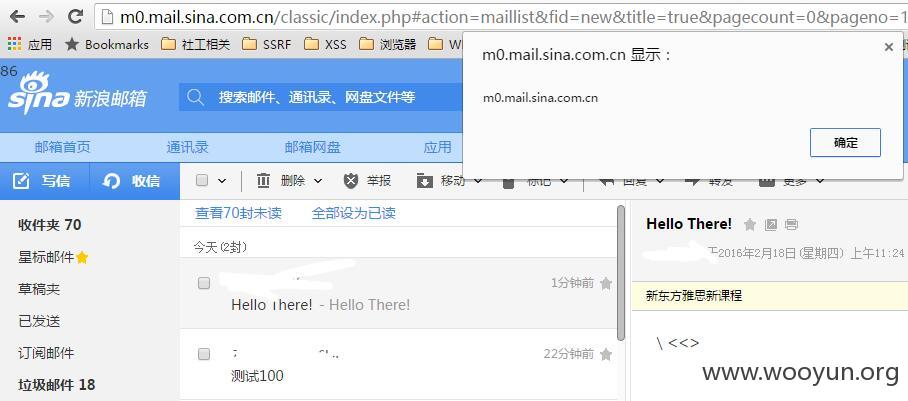 m0.mail.sina.com.cn/classic/index.php#action=maillist&fid=new&title=true&pagecount=0&pageno=1
应用 Bookmarks 社工相关 SSRF XSS 浏览器
m0.mail.sina.com.cn 显示：
m0.mail.sina.com.cn
确定
86
sina 新浪邮箱
搜索邮件、通讯录、网盘文件等
邮箱首页 通讯录 邮箱网盘 应用
写信 收信 删除 举报 移动 标记 回复 转发 更多
收件夹 70
星标邮件
草稿夹
已发送
订阅邮件
垃圾邮件 18
查看70封未读 全部设为已读
今天(2封)
1分钟前
Hello There! - Hello There!
22分钟前
测试100
Hello There!
于2016年2月18日(星期四) 上午11:24
新东方雅思新课程
\ <<>
www.wooyun.org